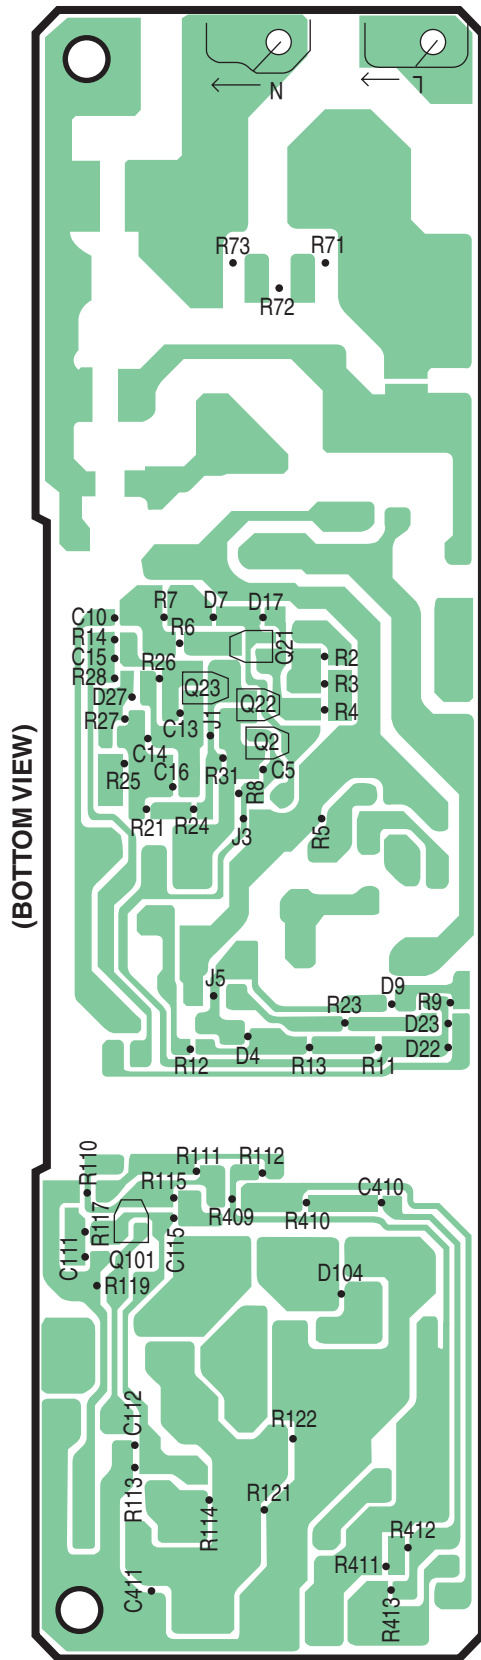 N
L
R73
R71
R72
(BOTTOM VIEW)
C10
R7
D7
D17
R14
R6
C15
Q21
R2
R28
R26
Q23
R3
D27
Q22
R4
R27
C13
J1
C14
Q2
R25
C16
R31
C5
R8
R21
R24
J3
R5
J5
D9
R9
R23
D23
D4
R12
R13
R11
D22
R110
R111
R112
R115
C410
R117
R409
R410
C111
Q101
C115
R119
D104
C112
R122
R113
R114
R121
R412
R411
C411
R413